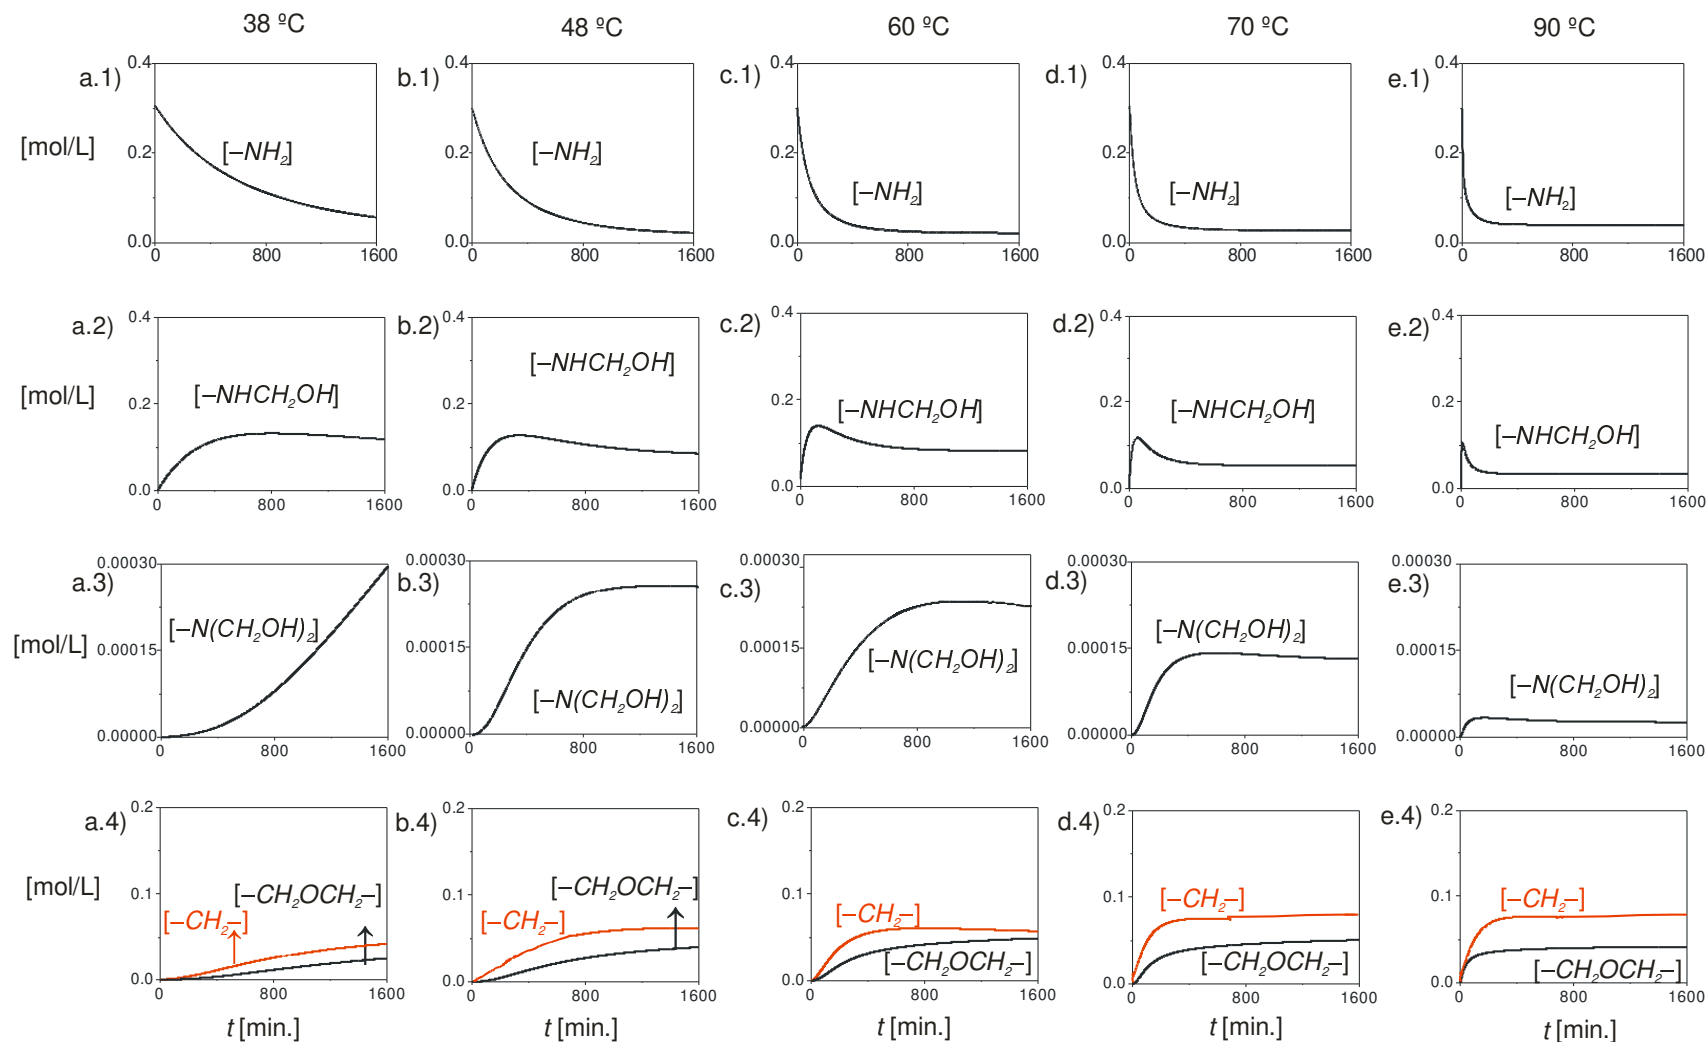 38 ºC 48 ºC 60 ºC 70 ºC 90 ºC
a.1) b.1) c.1) d.1) e.1)
0.4 0.4 0.4 0.4 0.4
[mol/L] 0.2 [–NH₂] 0.2 [–NH₂] 0.2 [–NH₂] 0.2 [–NH₂] 0.2 [–NH₂]
0.0 0.0 0.0 0.0 0.0
0 800 1600 0 800 1600 0 800 1600 0 800 1600 0 800 1600
a.2) b.2) c.2) d.2) e.2)
0.4 0.4 0.4 0.4 0.4
[mol/L] 0.2 [–NHCH₂OH] 0.2 [–NHCH₂OH] 0.2 [–NHCH₂OH] 0.2 [–NHCH₂OH] 0.2 [–NHCH₂OH]
0.0 0.0 0.0 0.0 0.0
0 800 1600 0 800 1600 0 800 1600 0 800 1600 0 800 1600
a.3) b.3) c.3) d.3) e.3)
0.00030 0.00030 0.00030 0.00030 0.00030
[mol/L] 0.00015 [–N(CH₂OH)₂] 0.00015 [–N(CH₂OH)₂] 0.00015 [–N(CH₂OH)₂] 0.00015 [–N(CH₂OH)₂] 0.00015 [–N(CH₂OH)₂]
0.00000 0.00000 0.00000 0.00000 0.00000
0 800 1600 0 800 1600 0 800 1600 0 800 1600 0 800 1600
a.4) b.4) c.4) d.4) e.4)
0.2 0.2 0.2 0.2 0.2
[mol/L] 0.1 [–CH₂OCH₂–] 0.1 [–CH₂OCH₂–] 0.1 [–CH₂–] 0.1 [–CH₂–] 0.1 [–CH₂–]
[–CH₂–] [–CH₂–] [–CH₂OCH₂–] [–CH₂OCH₂–] [–CH₂OCH₂–]
0.0 0.0 0.0 0.0 0.0
0 800 1600 0 800 1600 0 800 1600 0 800 1600 0 800 1600
t [min.] t [min.] t [min.] t [min.] t [min.]